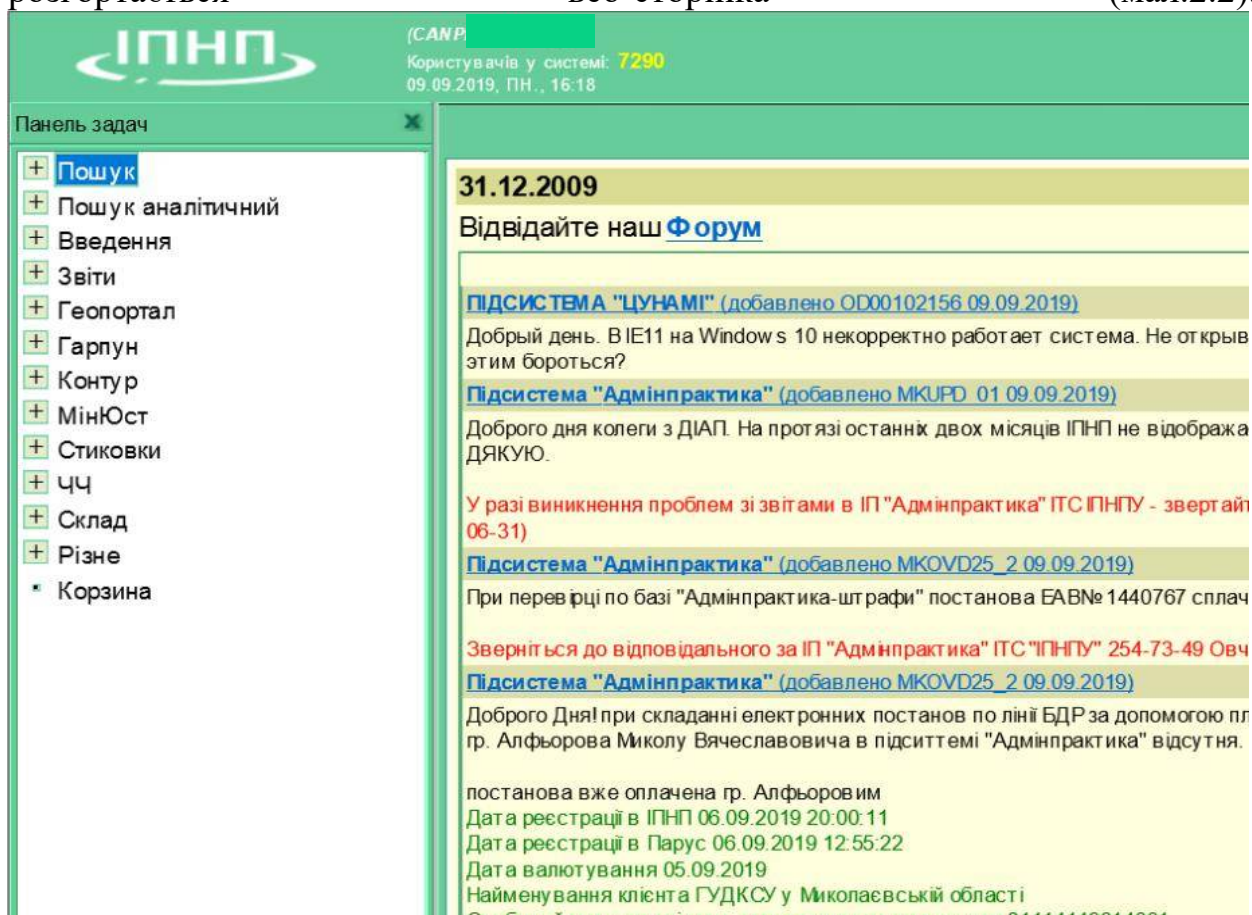 розгортається веб-сторінка (мал.2.2)
ІПНП
(CANP
Користувачів у системі: 7290
09.09.2019, ПН., 16:18
Панель задач
Пошук
Пошук аналітичний
Введення
Звіти
Геопортал
Гарпун
Контур
МінЮст
Стиковки
ЧЧ
Склад
Різне
Корзина
31.12.2009
Відвідайте наш Форум
ПІДСИСТЕМА "ЦУНАМІ" (добавлено OD00102156 09.09.2019)
Добрый день. В IE11 на Windows 10 некорректно работает система. Не открыв
этим бороться?
Підсистема "Адмінпрактика" (добавлено MKUPD_01 09.09.2019)
Доброго дня колеги з ДІАП. На протязі останніх двох місяців ІПНП не відобража
ДЯКУЮ.
У разі виникнення проблем зі звітами в ІП "Адмінпрактика" ІТС ІПНПУ - звертайт
06-31)
Підсистема "Адмінпрактика" (добавлено MKOVD25_2 09.09.2019)
При перевірці по базі "Адмінпрактика-штрафи" постанова ЕАВ№ 1440767 сплач
Зверніться до відповідального за ІП "Адмінпрактика" ІТС "ІПНПУ" 254-73-49 Овч
Підсистема "Адмінпрактика" (добавлено MKOVD25_2 09.09.2019)
Доброго Дня! при складанні електронних постанов по лінії БДР за допомогою пл
гр. Алфьорова Миколу Вячеславовича в підситтемі "Адмінпрактика" відсутня.
постанова вже оплачена гр. Алфьоровим
Дата реєстрації в ІПНП 06.09.2019 20:00:11
Дата реєстрації в Парус 06.09.2019 12:55:22
Дата валютування 05.09.2019
Найменування клієнта ГУДКСУ у Миколаєвській області